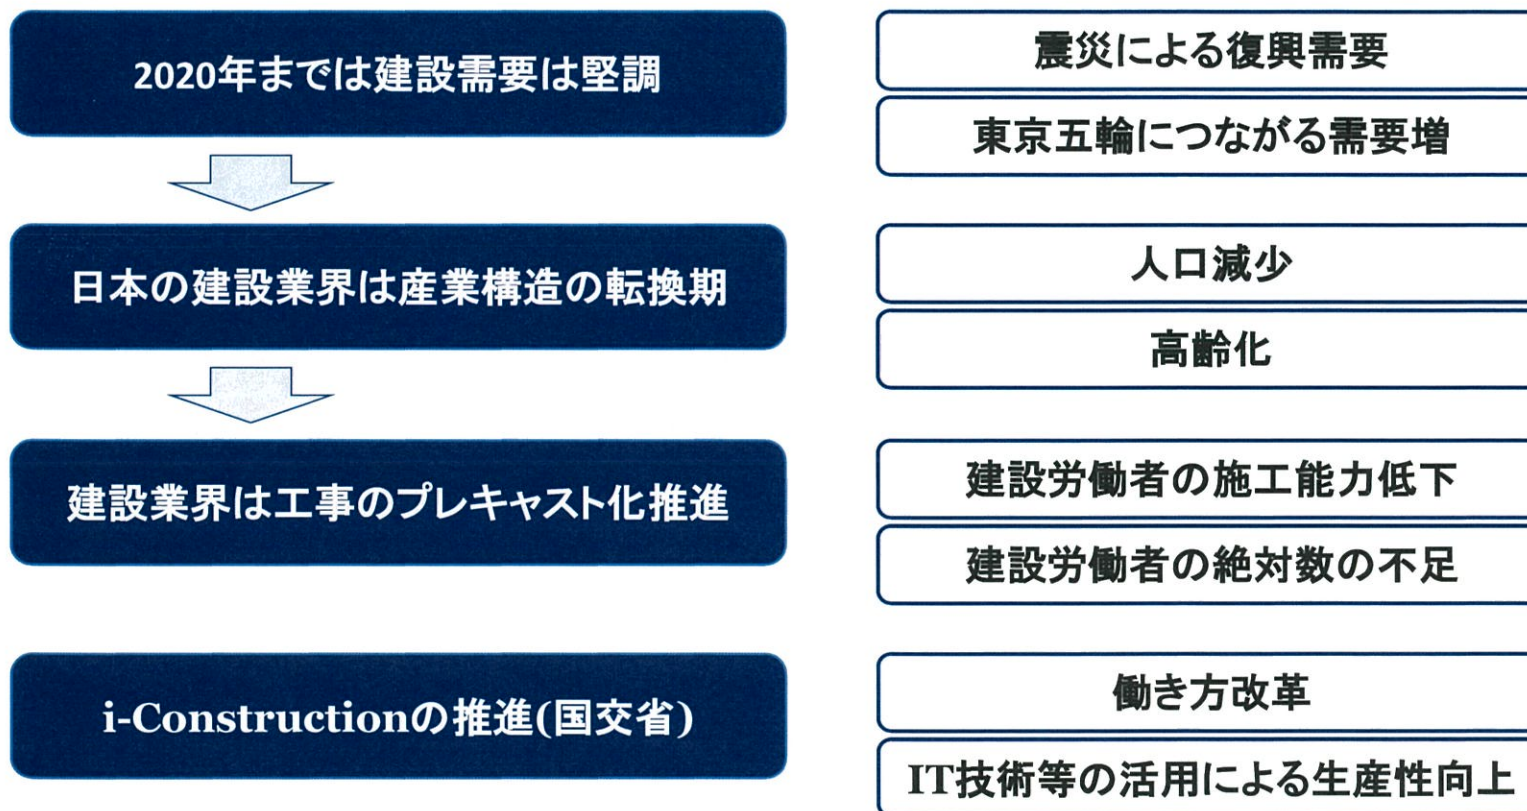 2020年までは建設需要は堅調
震災による復興需要
東京五輪につながる需要増
日本の建設業界は産業構造の転換期
人口減少
高齢化
建設業界は工事のプレキャスト化推進
建設労働者の施工能力低下
建設労働者の絶対数の不足
i-Constructionの推進(国交省)
働き方改革
IT技術等の活用による生産性向上